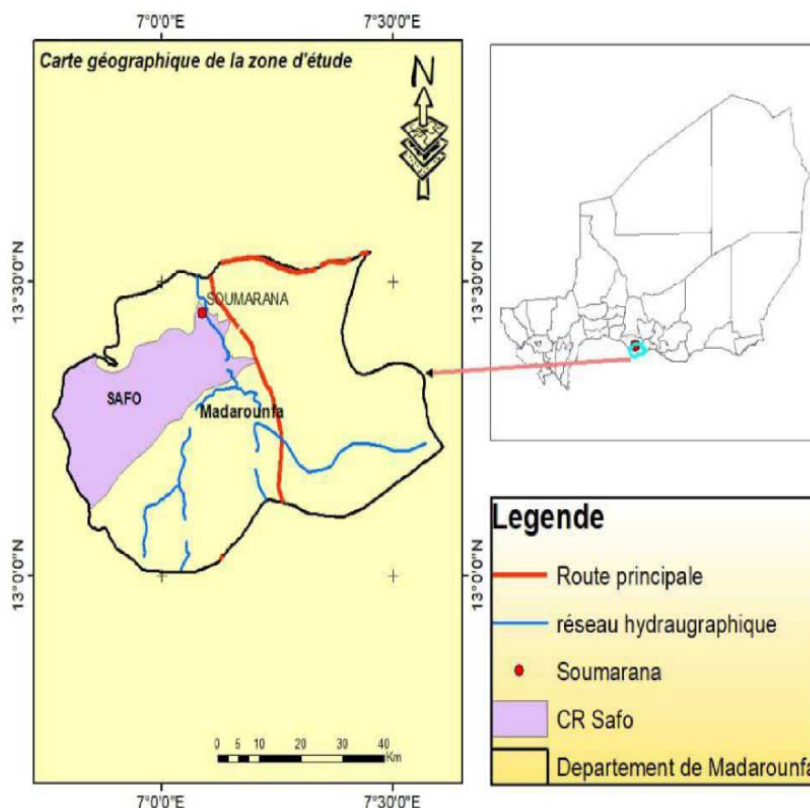 7°0'0"E
7°30'0"E
Carte géographique de la zone d'étude
N
13°30'0"N
13°30'0"N
SOUMARANA
SAFO
Madarounfa
13°0'0"N
13°0'0"N
0 5 10 20 30 40
Km
7°0'0"E
7°30'0"E
Legende
Route principale
réseau hydraugraphique
Soumarana
CR Safo
Departement de Madarounfa